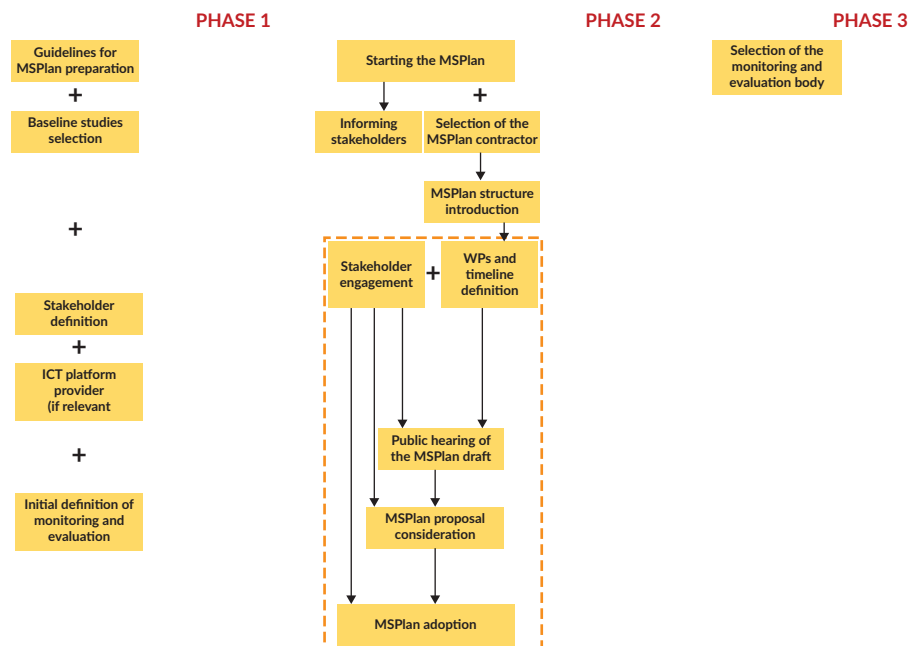 PHASE 1
PHASE 2
PHASE 3
Guidelines for
MSPlan preparation
+
Baseline studies
selection
+
Stakeholder
definition
+
ICT platform
provider
(if relevant
+
Initial definition of
monitoring and
evaluation
Starting the MSPlan
+
Informing
stakeholders
Selection of the
MSPlan contractor
MSPlan structure
introduction
Stakeholder
engagement
+
WPs and
timeline
definition
Public hearing of
the MSPlan draft
MSPlan proposal
consideration
MSPlan adoption
Selection of the
monitoring and
evaluation body